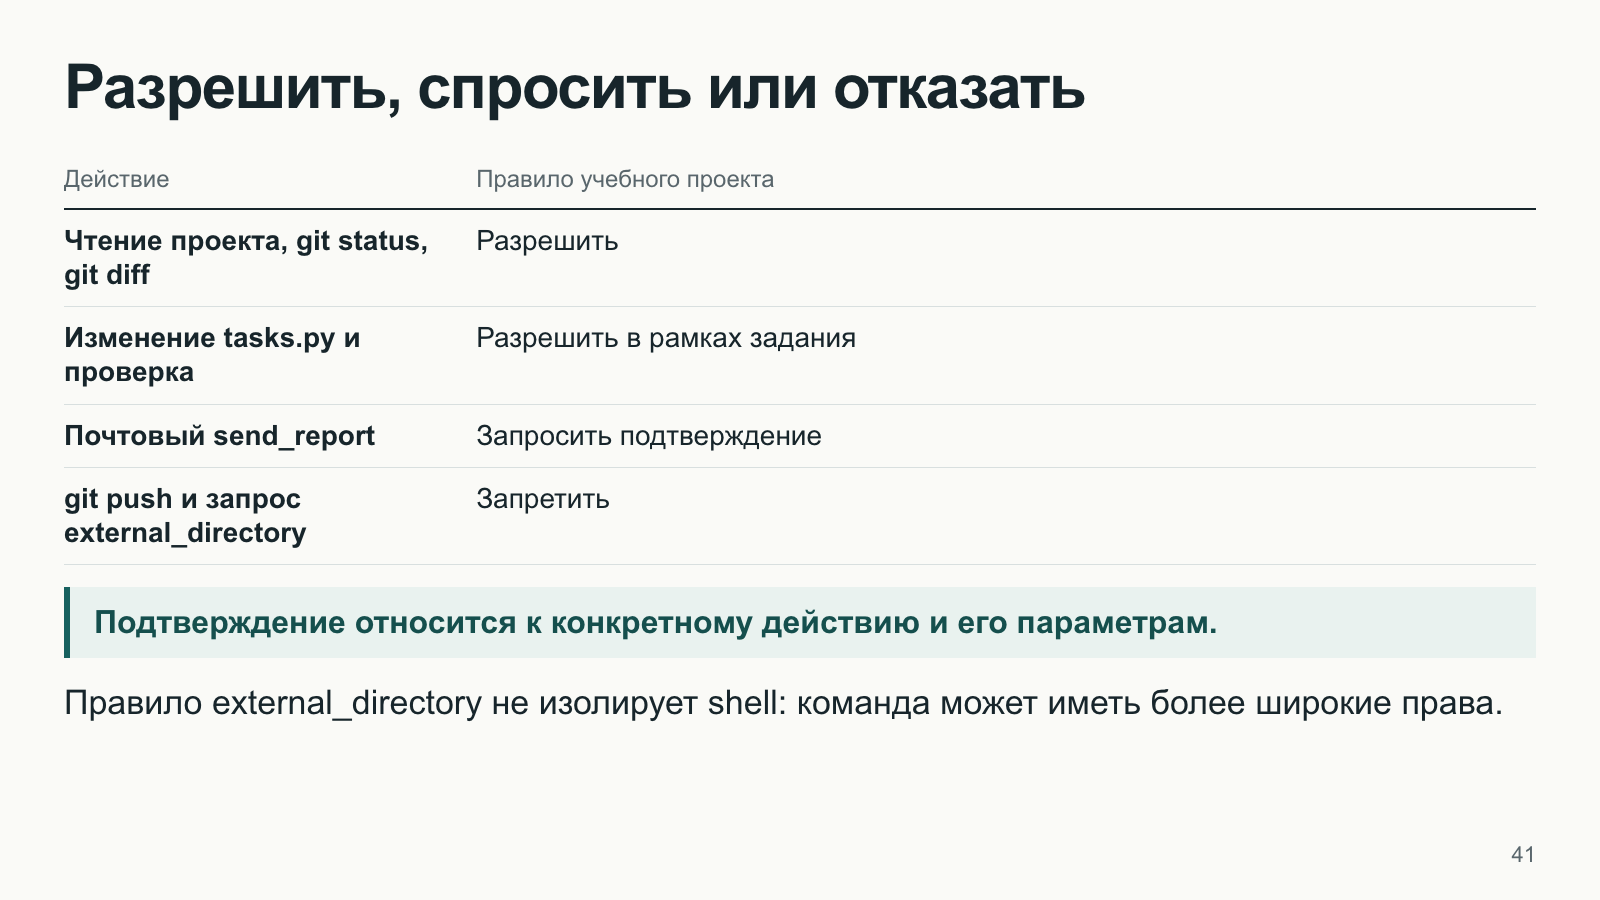 Разрешить, спросить или отказать
Действие
Правило учебного проекта
Чтение проекта, git status,
git diff
Разрешить
Изменение tasks.py и
проверка
Разрешить в рамках задания
Почтовый send_report
Запросить подтверждение
git push и запрос
external_directory
Запретить
Подтверждение относится к конкретному действию и его параметрам.
Правило external_directory не изолирует shell: команда может иметь более широкие права.
41